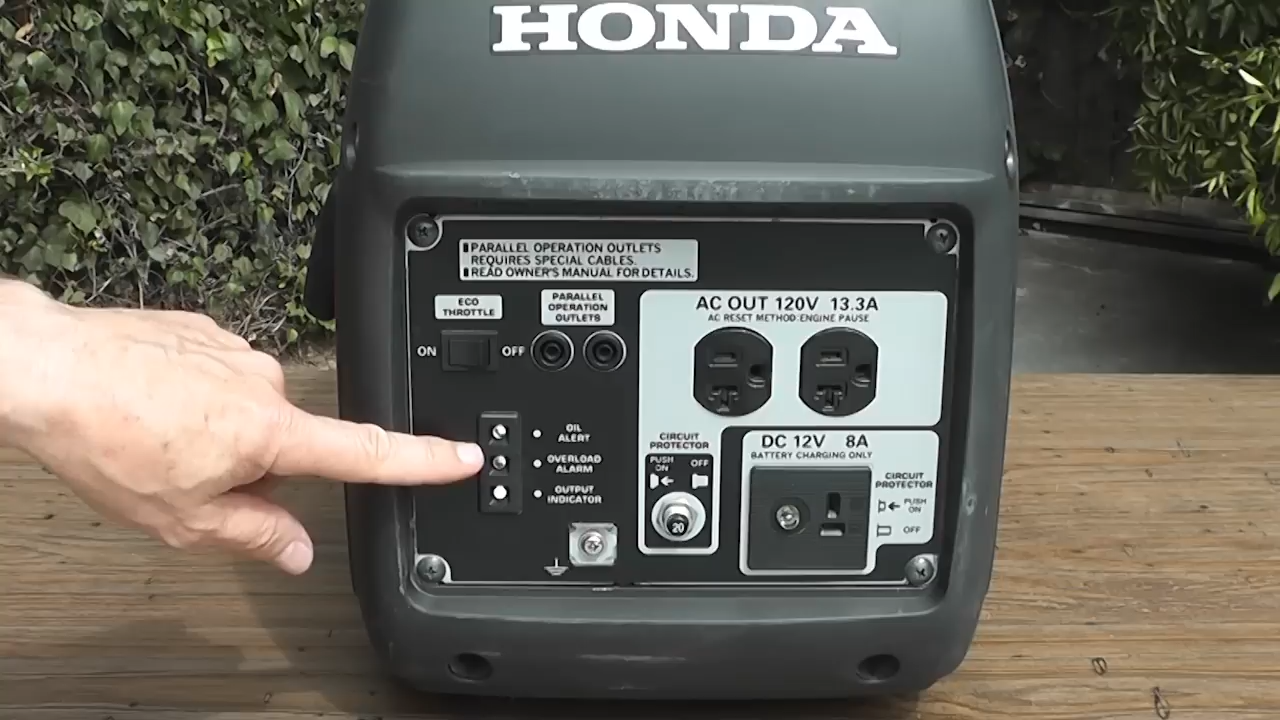 HONDA
▮PARALLEL OPERATION OUTLETS
REQUIRES SPECIAL CABLES.
▮READ OWNER'S MANUAL FOR DETAILS.
ECO
THROTTLE
ON
OFF
PARALLEL
OPERATION
OUTLETS
AC OUT 120V 13.3A
AC RESET METHOD:ENGINE PAUSE
OIL
ALERT
OVERLOAD
ALARM
OUTPUT
INDICATOR
CIRCUIT
PROTECTOR
PUSH
ON
OFF
20
DC 12V 8A
BATTERY CHARGING ONLY
CIRCUIT
PROTECTOR
PUSH
ON
OFF